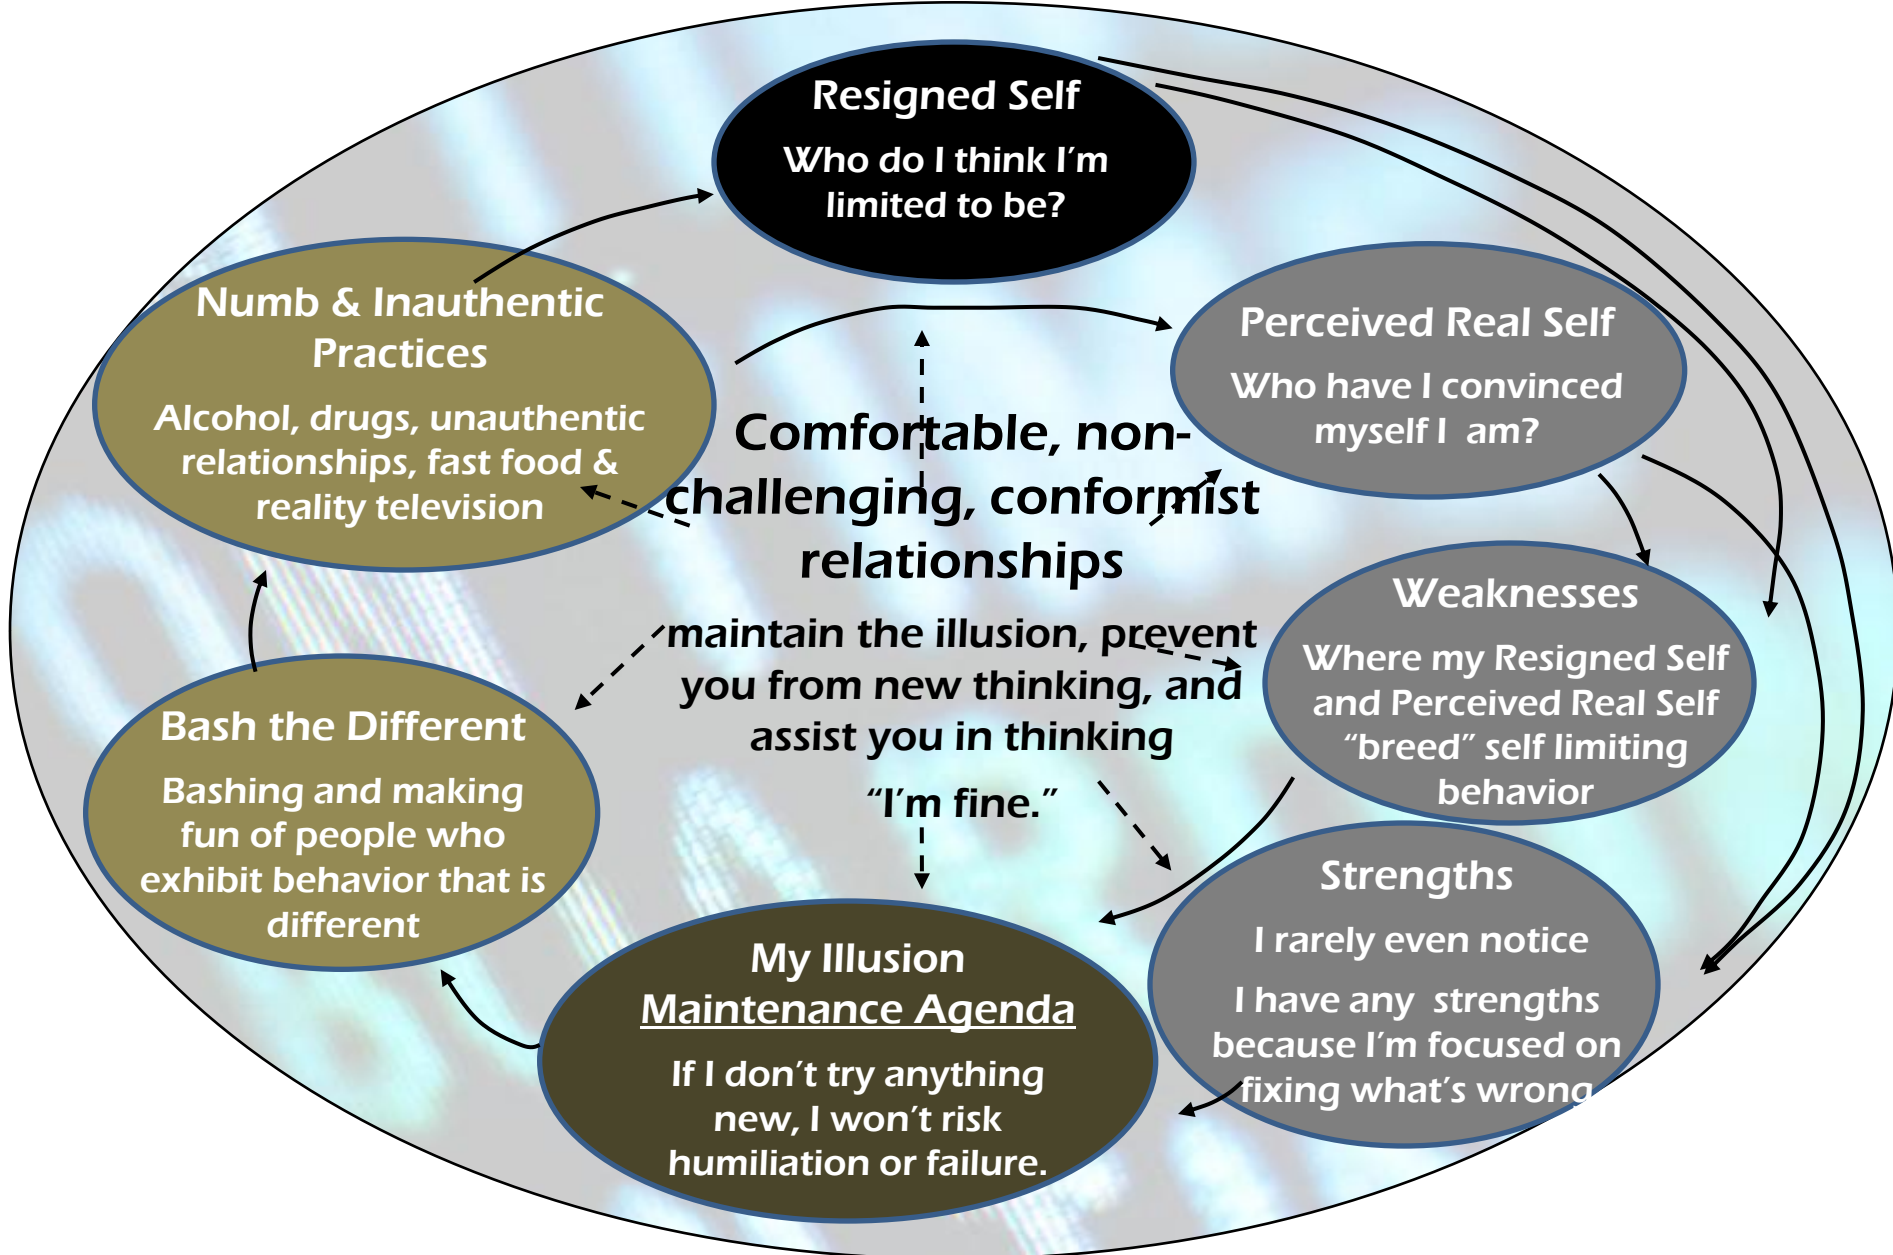 Resigned Self
Who do I think I'm
limited to be?
Numb & Inauthentic
Practices
Alcohol, drugs, unauthentic
relationships, fast food &
reality television
Perceived Real Self
Who have I convinced
myself I  am?
Comfortable, non-
challenging, conformist
relationships
maintain the illusion, prevent
you from new thinking, and
assist you in thinking
“I'm fine.”
Weaknesses
Where my Resigned Self
and Perceived Real Self
“breed” self limiting
behavior
Bash the Different
Bashing and making
fun of people who
exhibit behavior that is
different
Strengths
I rarely even notice
I have any  strengths
because I'm focused on
fixing what's wrong
My Illusion
Maintenance Agenda
If I don't try anything
new, I won't risk
humiliation or failure.